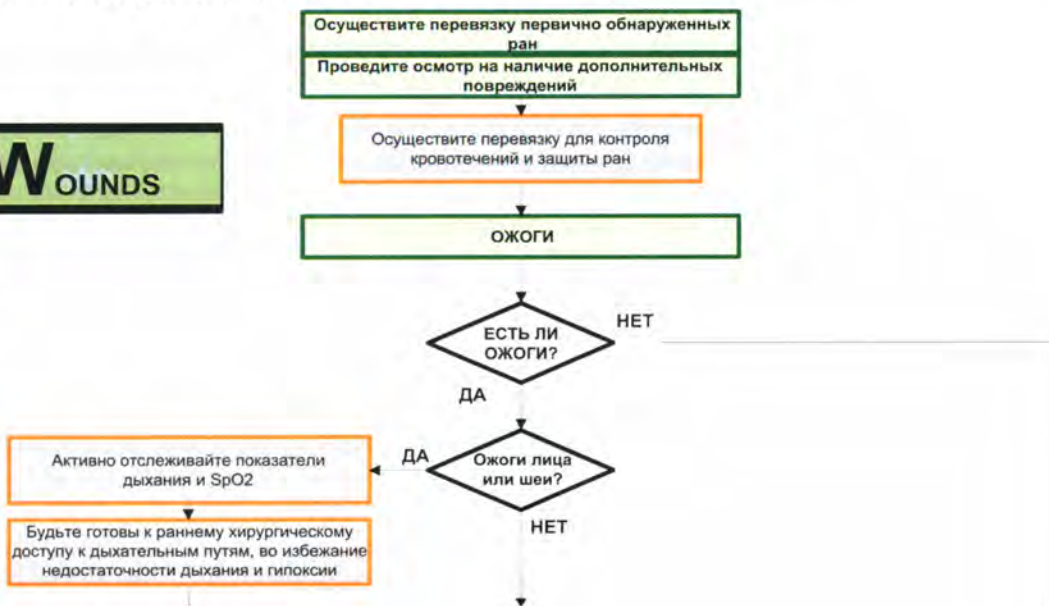 Осуществите перевязку первично обнаруженных
ран
Проведите осмотр на наличие дополнительных
повреждений
Осуществите перевязку для контроля
кровотечений и защиты ран
WOUNDS
ОЖОГИ
ЕСТЬ ЛИ
ОЖОГИ?
НЕТ
ДА
Ожоги лица
или шеи?
ДА
НЕТ
Активно отслеживайте показатели
дыхания и SpO2
Будьте готовы к раннему хирургическому
доступу к дыхательным путям, во избежание
недостаточности дыхания и гипоксии